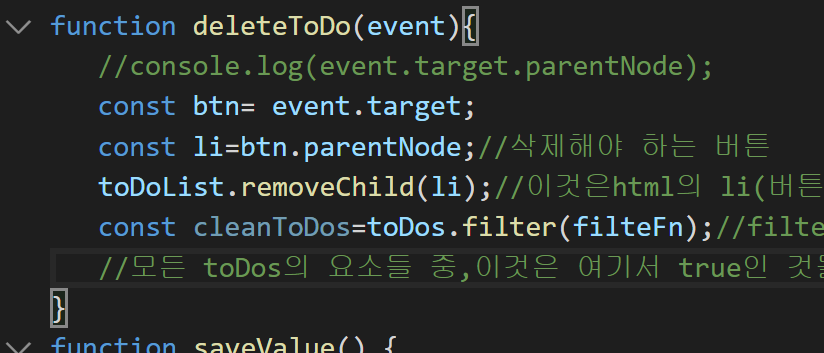 function deleteToDo(event){
//console.log(event.target.parentNode);
const btn= event.target;
const li=btn.parentNode;//삭제해야 하는 버튼
toDoList.removeChild(li);//이것은html의 li(버튼
const cleanToDos=toDos.filter(filteFn);//filte
//모든 toDos의 요소들 중,이것은 여기서 true인
}
function saveValue() {